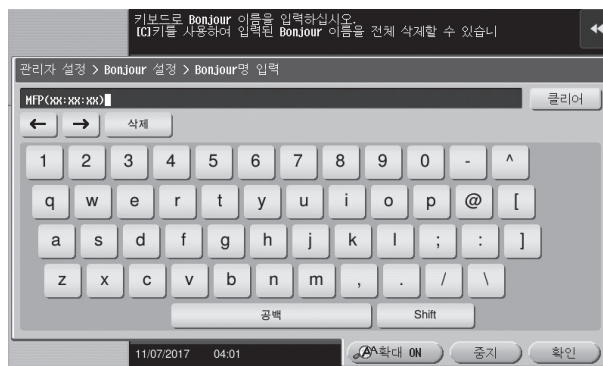 키보드로 Bonjour 이름을 입력하십시오.
[C]키를 사용하여 입력된 Bonjour 이름을 전체 삭제할 수 있습니
관리자 설정 > Bonjour 설정 > Bonjour명 입력
MFP(xx:xx:xx)
클리어
← → 삭제
1 2 3 4 5 6 7 8 9 0 - ^
q w e r t y u i o p @ [
a s d f g h j k l ; : ]
z x c v b n m , . / \
공백 Shift
11/07/2017 04:01 확대 ON 중지 확인